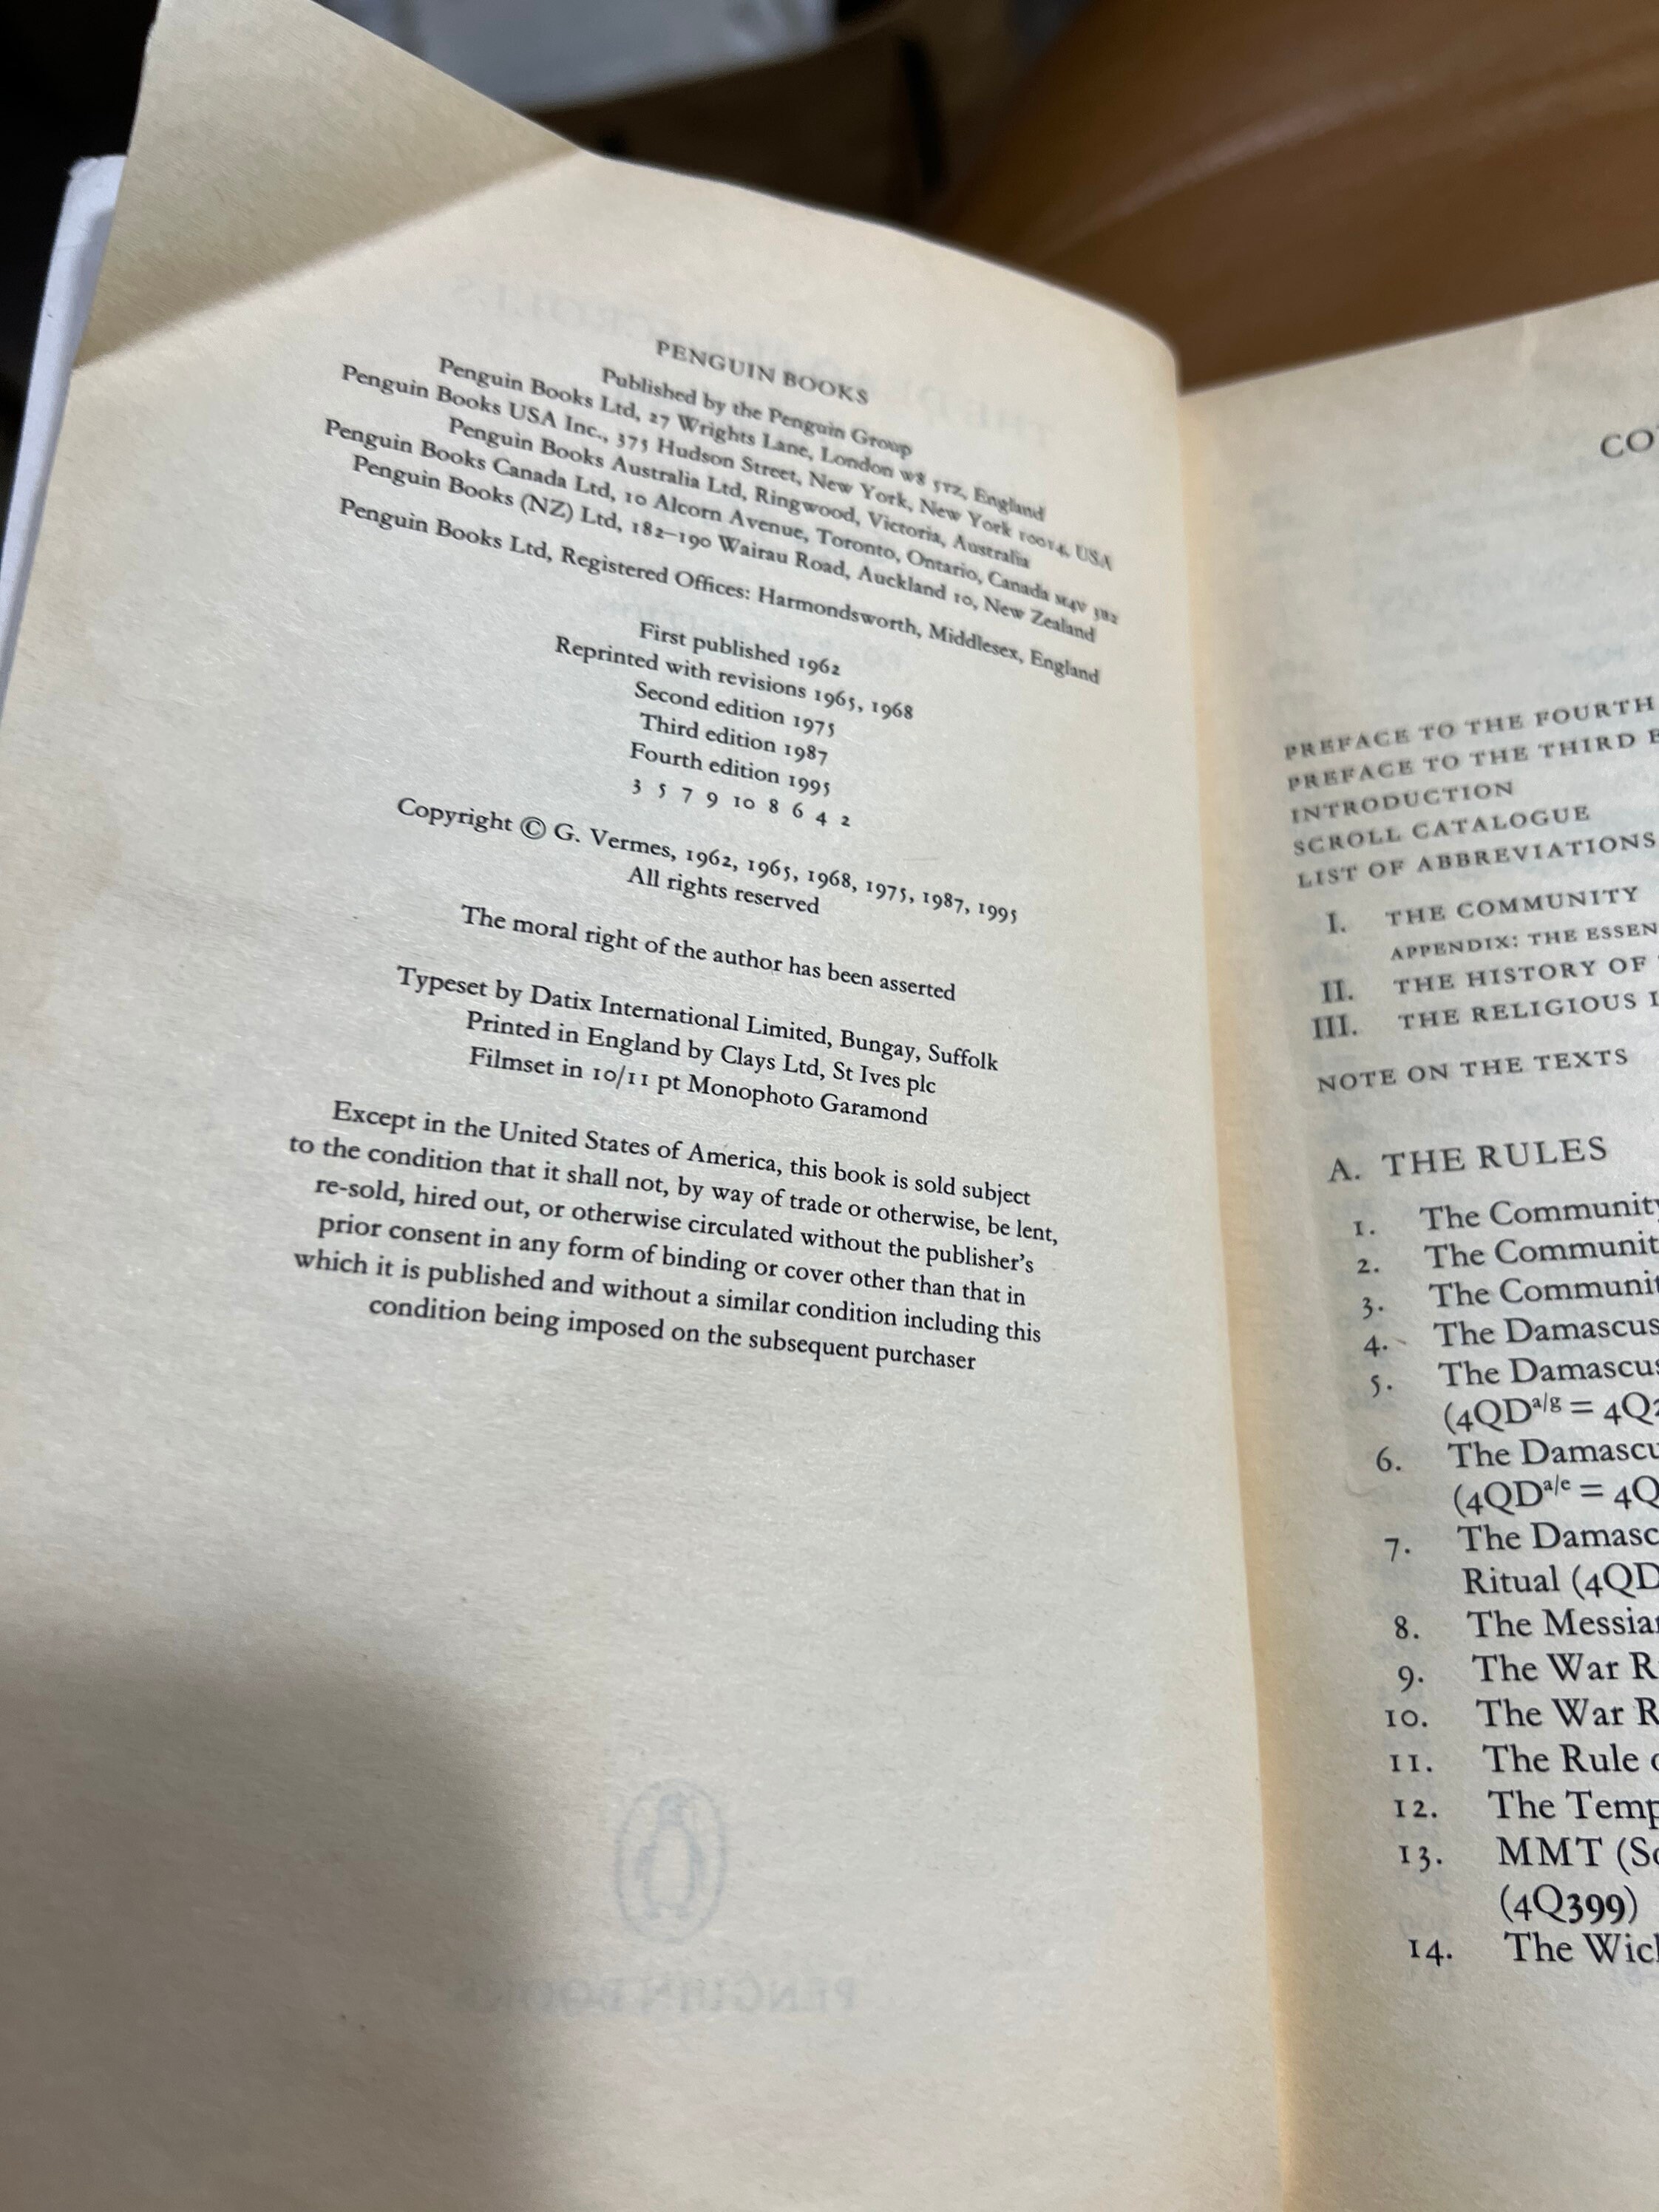 PENGUIN BOOKS
Published by the Penguin Group
Penguin Books Ltd, 27 Wrights Lane, London W8 5TZ, England
Penguin Books USA Inc., 375 Hudson Street, New York, New York 10014, USA
Penguin Books Australia Ltd, Ringwood, Victoria, Australia
Penguin Books Canada Ltd, 10 Alcorn Avenue, Toronto, Ontario, Canada M4V 3B2
Penguin Books (NZ) Ltd, 182–190 Wairau Road, Auckland 10, New Zealand
Penguin Books Ltd, Registered Offices: Harmondsworth, Middlesex, England
First published 1962
Reprinted with revisions 1965, 1968
Second edition 1975
Third edition 1987
Fourth edition 1995
3 5 7 9 10 8 6 4 2
Copyright © G. Vermes, 1962, 1965, 1968, 1975, 1987, 1995
All rights reserved
The moral right of the author has been asserted
Typeset by Datix International Limited, Bungay, Suffolk
Printed in England by Clays Ltd, St Ives plc
Filmset in 10/11 pt Monophoto Garamond
Except in the United States of America, this book is sold subject
to the condition that it shall not, by way of trade or otherwise, be lent,
re-sold, hired out, or otherwise circulated without the publisher's
prior consent in any form of binding or cover other than that in
which it is published and without a similar condition including this
condition being imposed on the subsequent purchaser
PREFACE TO THE FOURTH
PREFACE TO THE THIRD
INTRODUCTION
SCROLL CATALOGUE
LIST OF ABBREVIATIONS
I. THE COMMUNITY
APPENDIX: THE
II. THE HISTORY OF
III. THE RELIGIOUS
NOTE ON THE TEXTS
A. THE RULES
1. The Community
2. The
3. The
4. The Damascus
5. The Damascus
(4QDa/g =
6. The
(4QDa/e =
7. The
Ritual
8. The
9. The War
10. The War
11. The Rule
12. The
13. MMT
(4Q399)
14. The